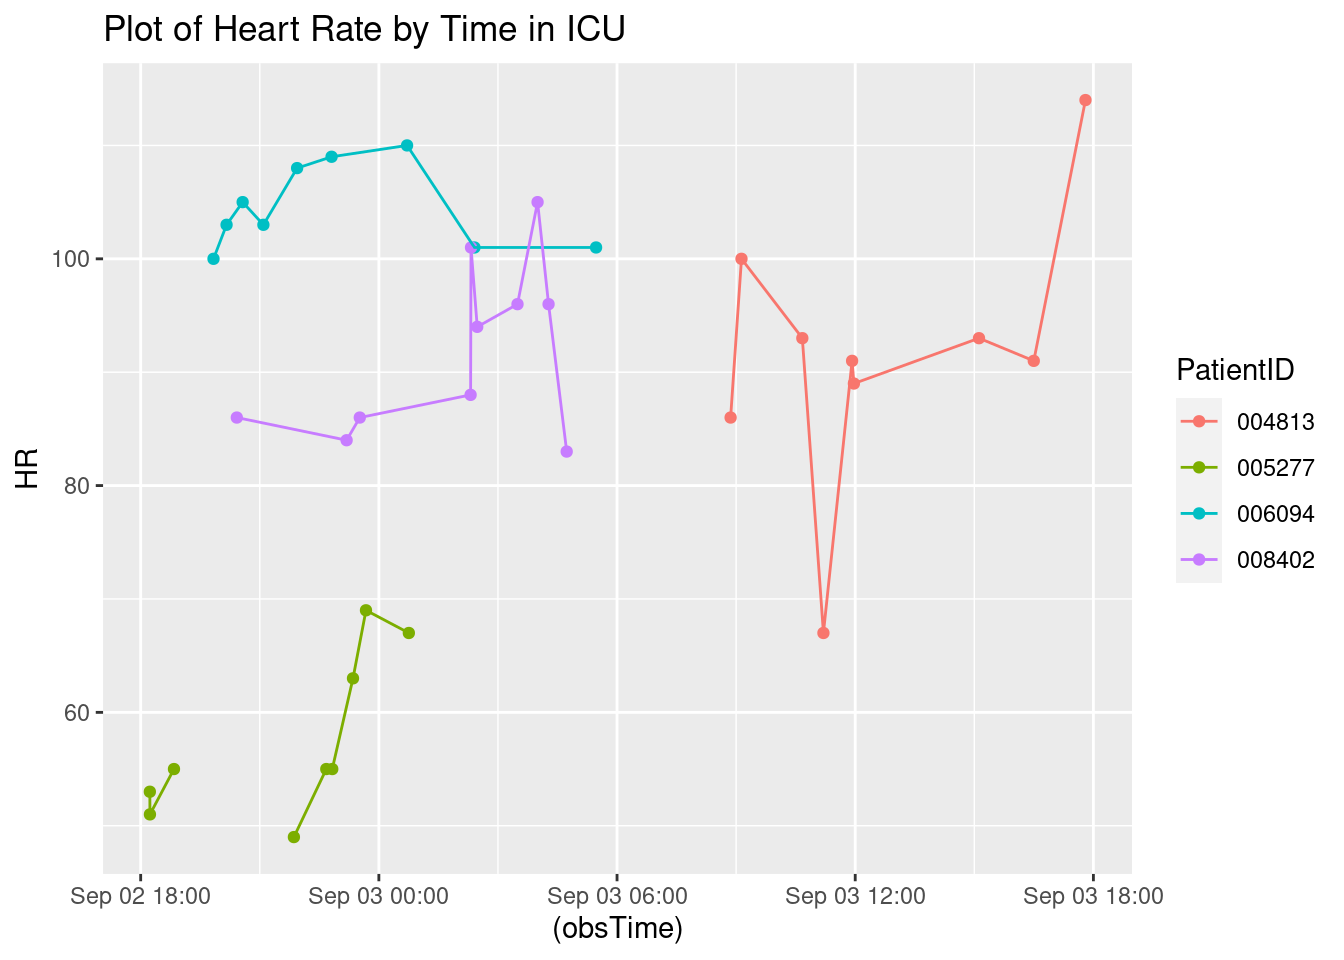 Plot of Heart Rate by Time in ICU
HR
100
80
60
Sep 02 18:00 Sep 03 00:00 Sep 03 06:00 Sep 03 12:00 Sep 03 18:00
(obsTime)
PatientID
004813
005277
006094
008402